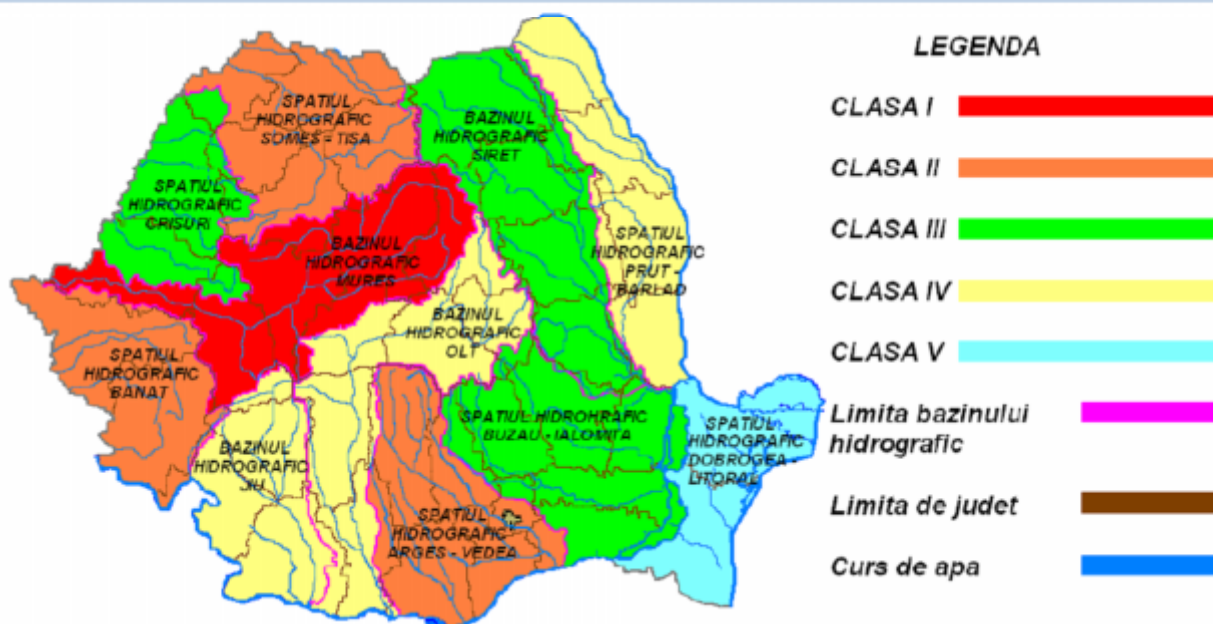 LEGENDA
CLASA I
CLASA II
CLASA III
CLASA IV
CLASA V
Limita bazinului
hidrografic
Limita de judet
Curs de apa
SPATIUL
HIDROGRAFIC
SOMES - TISA
BAZINUL
HIDROGRAFIC
SIRET
SPATIUL
HIDROGRAFIC
CRISURI
BAZINUL
HIDROGRAFIC
MURES
SPATIUL
HIDROGRAFIC
PRUT -
BARLAD
BAZINUL
HIDROGRAFIC
OLT
SPATIUL
HIDROGRAFIC
BANAT
SPATIUL HIDROHRAFIC
BUZAU - IALOMITA
SPATIUL
HIDROGRAFIC
DOBROGEA -
LITORAL
BAZINUL
HIDROGRAFIC
JIU
SPATIUL
HIDROGRAFIC
ARGES - VEDEA